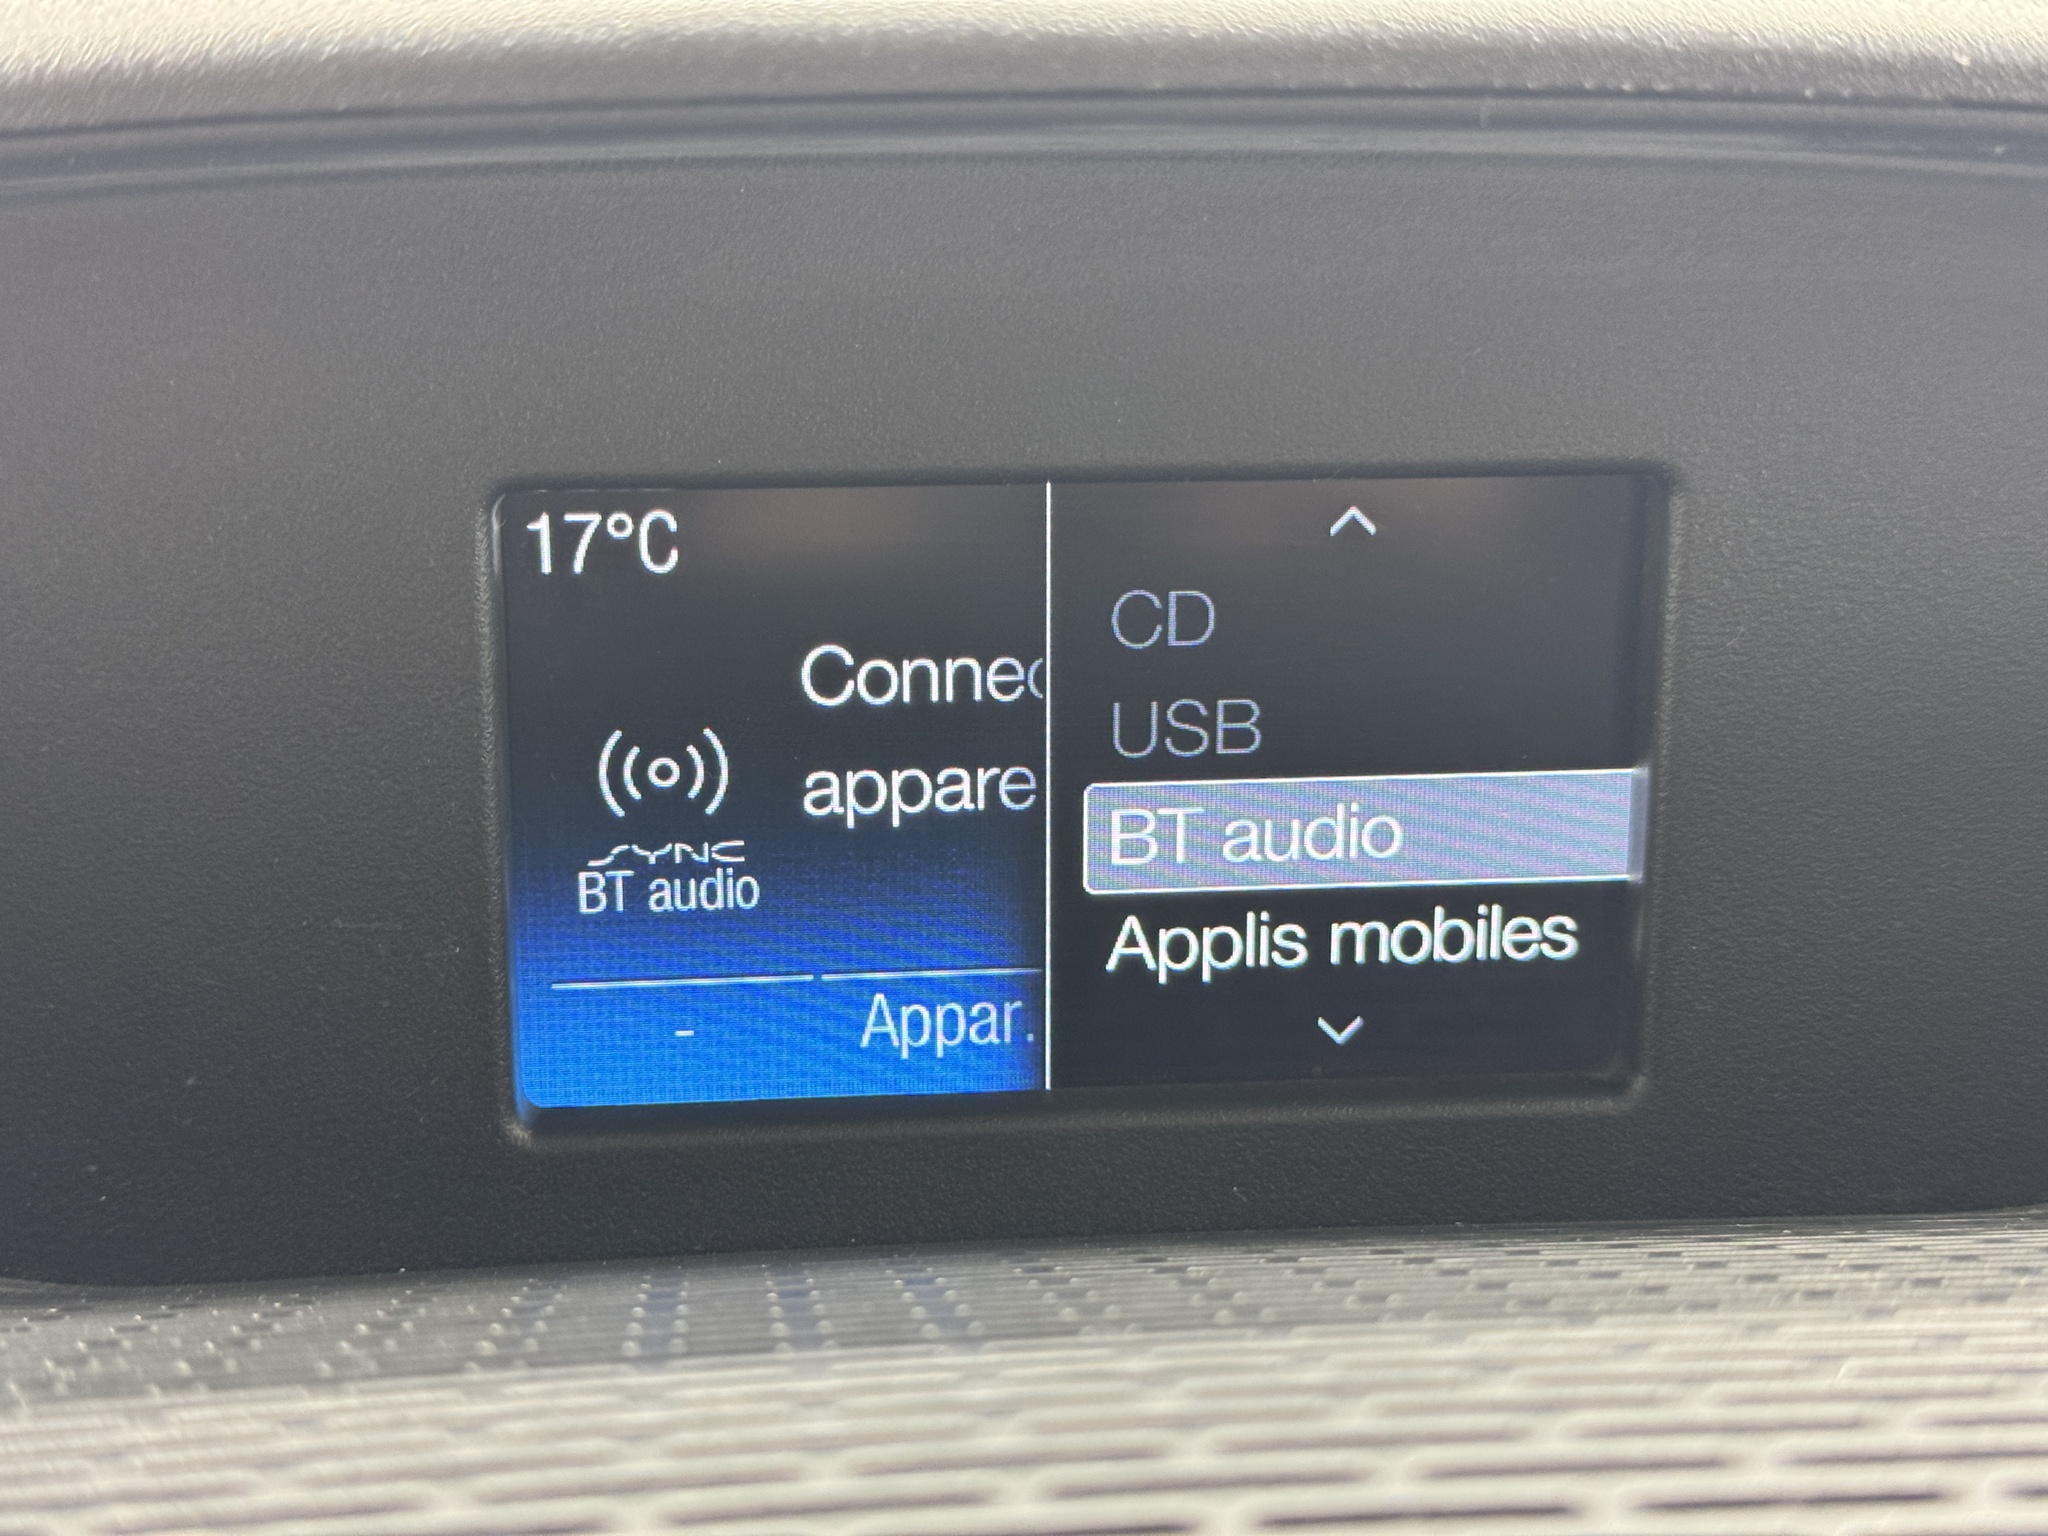 17°C
Connec
appare
SYNC
BT audio
-
Appar.
CD
USB
BT audio
Applis mobiles